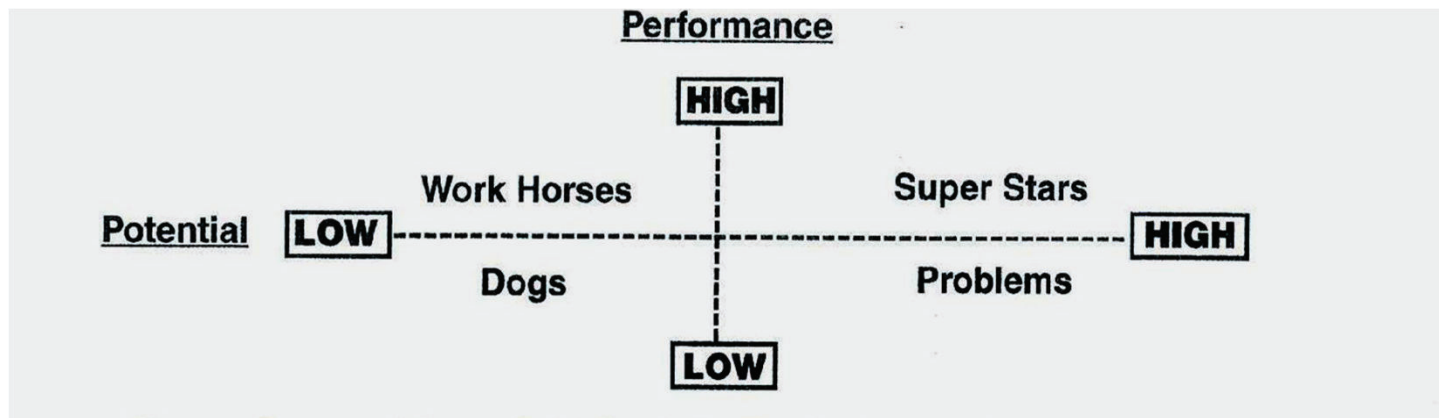 Performance
HIGH
Work Horses Super Stars
Potential LOW HIGH
Dogs Problems
LOW